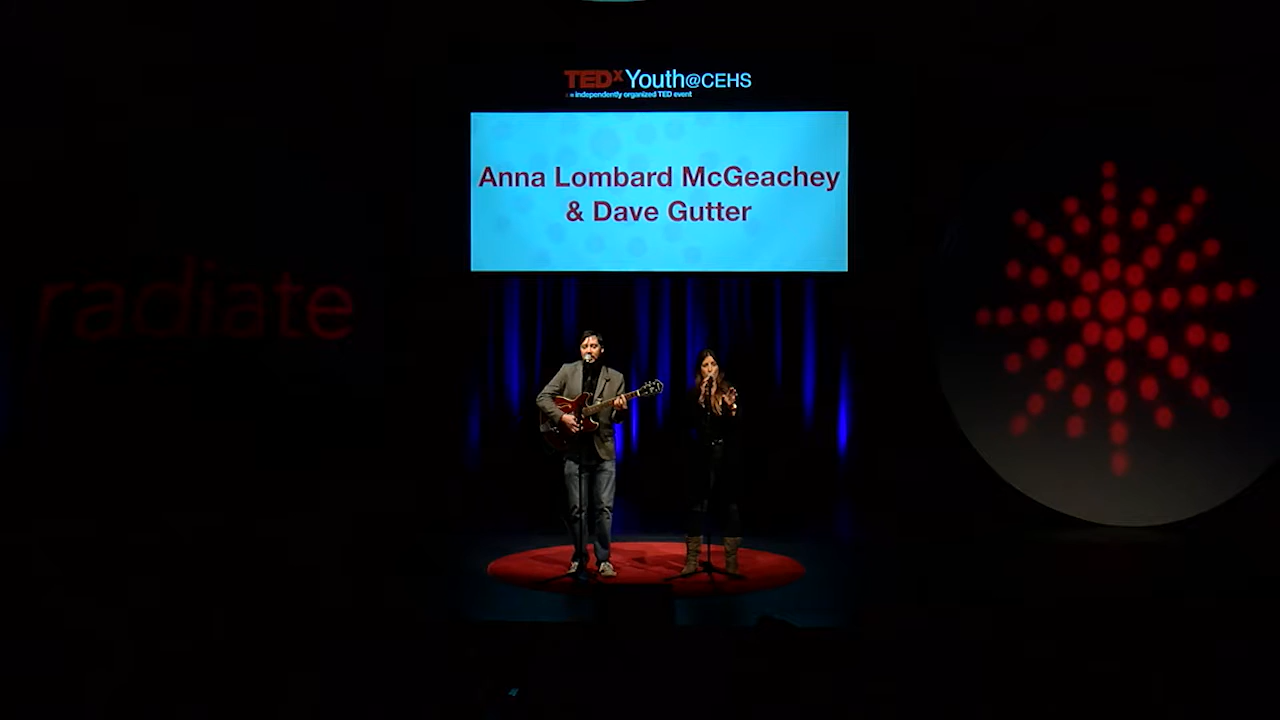 TEDxYouth@CEHS
= independently organized TED event
Anna Lombard McGeachey
& Dave Gutter
radiate